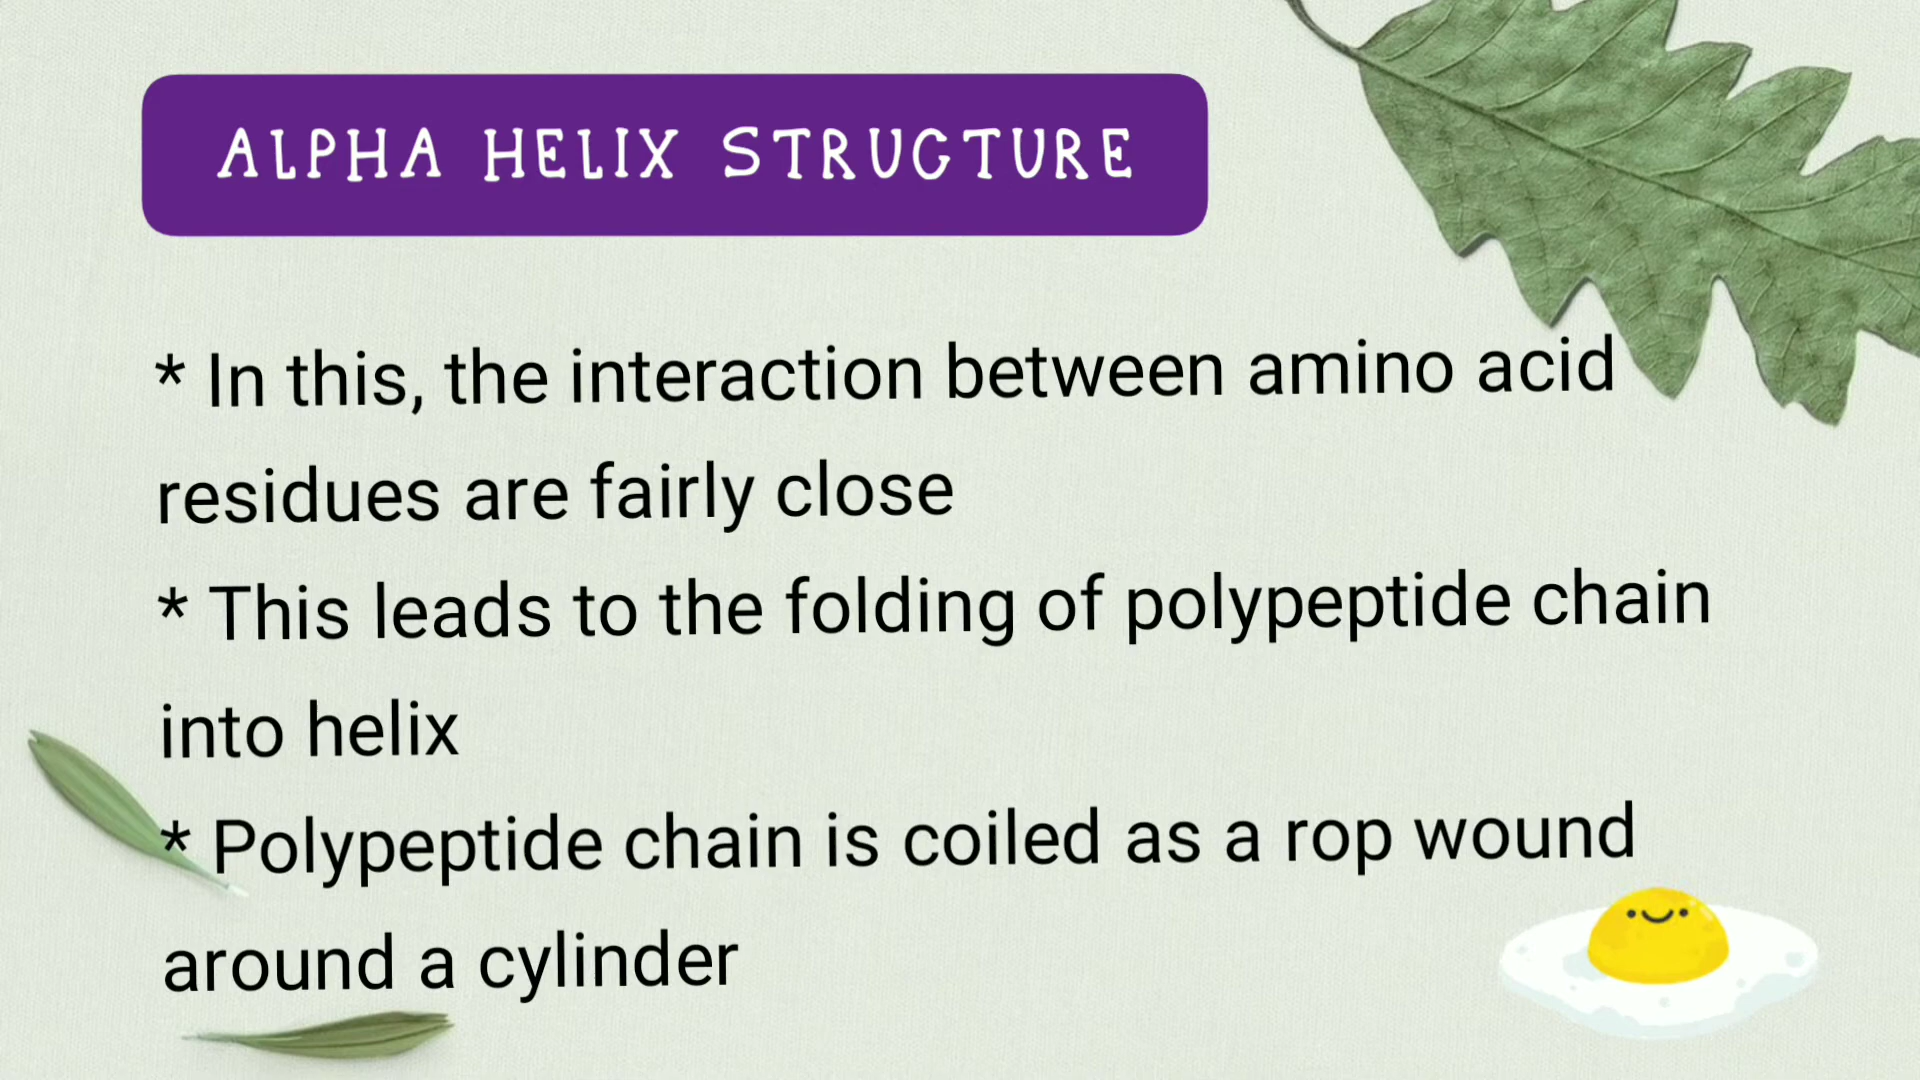 ALPHA HELIX STRUCTURE
* In this, the interaction between amino acid
residues are fairly close
* This leads to the folding of polypeptide chain
into helix
* Polypeptide chain is coiled as a rop wound
around a cylinder